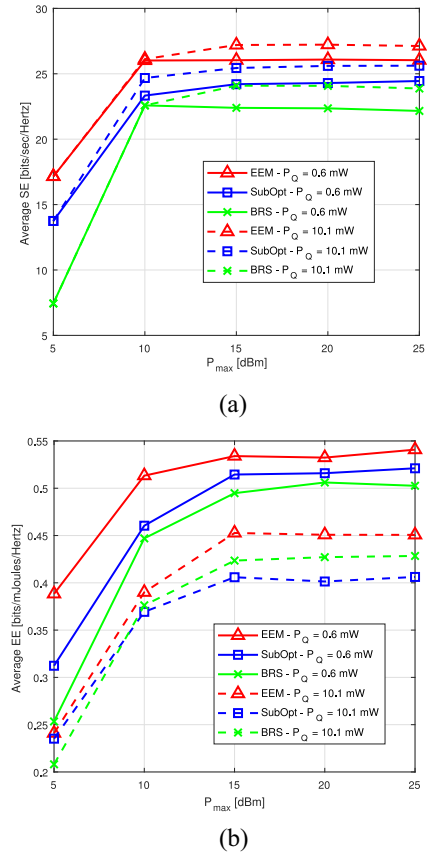 30
25
20
15
10
5
Average SE [bits/sec/Hertz]
EEM - P_Q = 0.6 mW
SubOpt - P_Q = 0.6 mW
BRS - P_Q = 0.6 mW
EEM - P_Q = 10.1 mW
SubOpt - P_Q = 10.1 mW
BRS - P_Q = 10.1 mW
5 10 15 20 25
P_max [dBm]
(a)
0.55
0.5
0.45
0.4
0.35
0.3
0.25
0.2
Average EE [bits/mJoules/Hertz]
EEM - P_Q = 0.6 mW
SubOpt - P_Q = 0.6 mW
BRS - P_Q = 0.6 mW
EEM - P_Q = 10.1 mW
SubOpt - P_Q = 10.1 mW
BRS - P_Q = 10.1 mW
5 10 15 20 25
P_max [dBm]
(b)